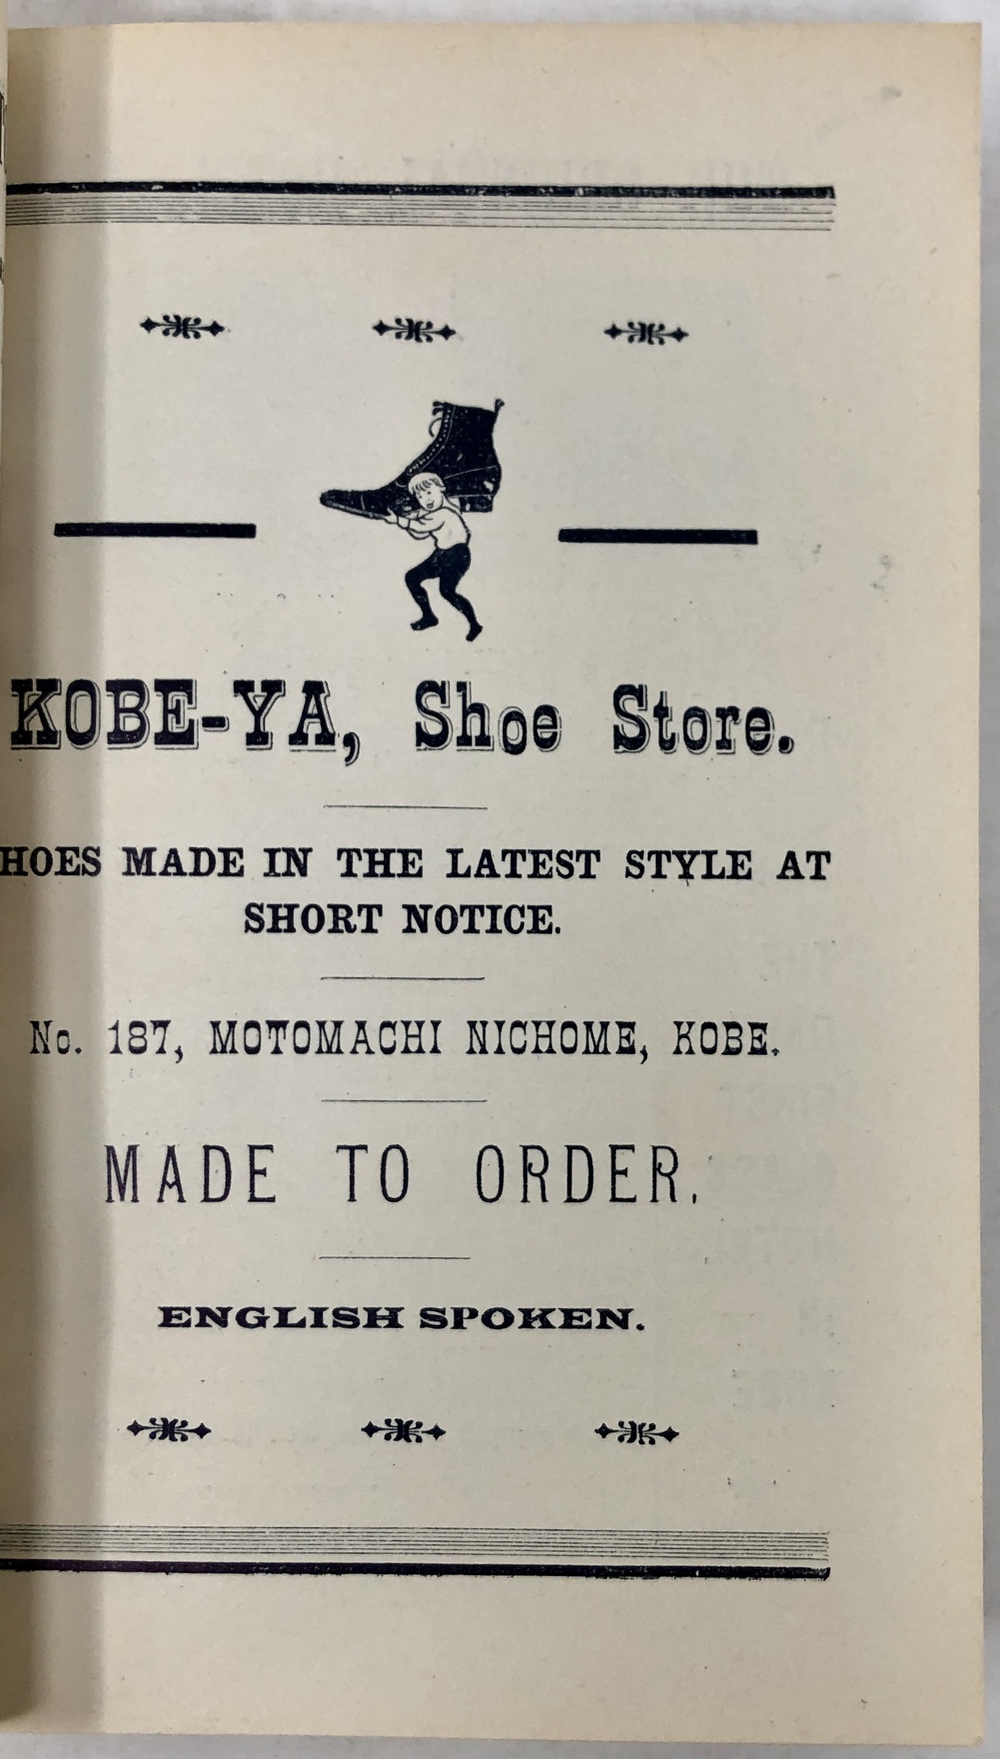 KOBE-YA, Shoe Store.
HOES MADE IN THE LATEST STYLE AT
SHORT NOTICE.
No. 187, MOTOMACHI NICHOME, KOBE.
MADE TO ORDER.
ENGLISH SPOKEN.